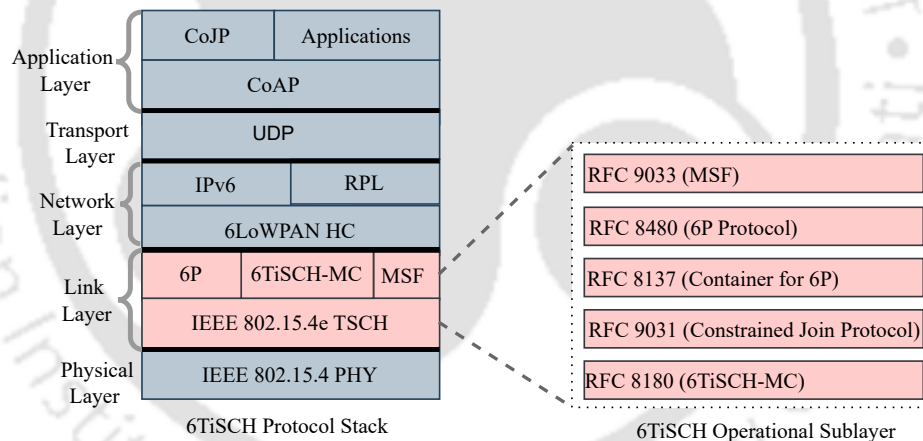 CoJP
Applications
Application
Layer
CoAP
Transport
Layer
UDP
IPv6
RPL
Network
Layer
6LoWPAN HC
6P
6TiSCH-MC
MSF
Link
Layer
IEEE 802.15.4e TSCH
Physical
Layer
IEEE 802.15.4 PHY
6TiSCH Protocol Stack
RFC 9033 (MSF)
RFC 8480 (6P Protocol)
RFC 8137 (Container for 6P)
RFC 9031 (Constrained Join Protocol)
RFC 8180 (6TiSCH-MC)
6TiSCH Operational Sublayer